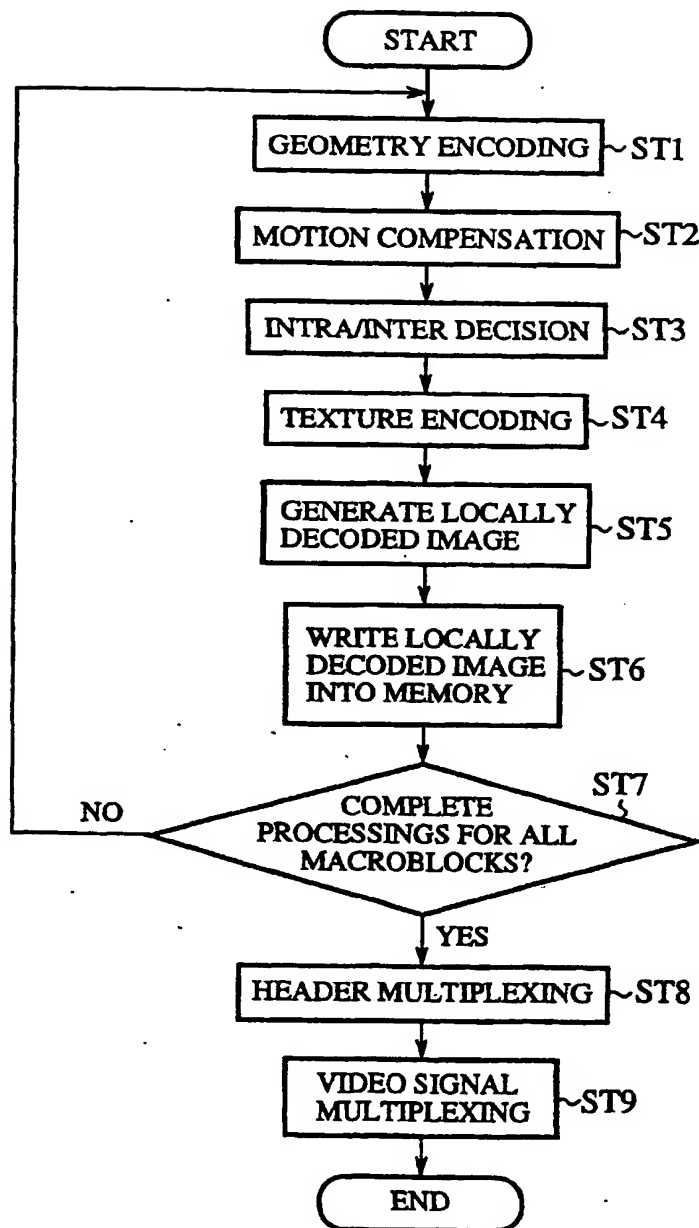 START
GEOMETRY ENCODING ~ST1
MOTION COMPENSATION ~ST2
INTRA/INTER DECISION ~ST3
TEXTURE ENCODING ~ST4
GENERATE LOCALLY
DECODED IMAGE ~ST5
WRITE LOCALLY
DECODED IMAGE ~ST6
INTO MEMORY
ST7
NO
COMPLETE
PROCESSINGS FOR ALL
MACROBLOCKS?
YES
HEADER MULTIPLEXING ~ST8
VIDEO SIGNAL
MULTIPLEXING ~ST9
END